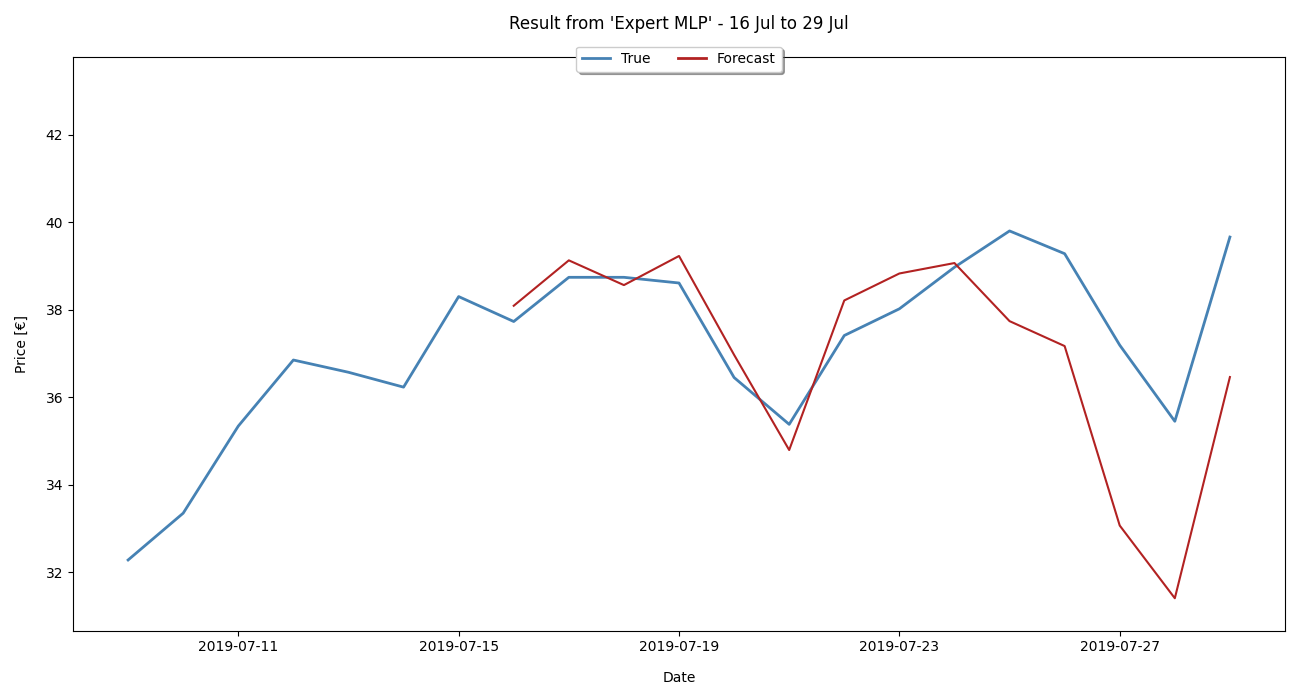 Result from 'Expert MLP' - 16 Jul to 29 Jul
True Forecast
42
40
38
36
34
32
Price [€]
2019-07-11 2019-07-15 2019-07-19 2019-07-23 2019-07-27
Date